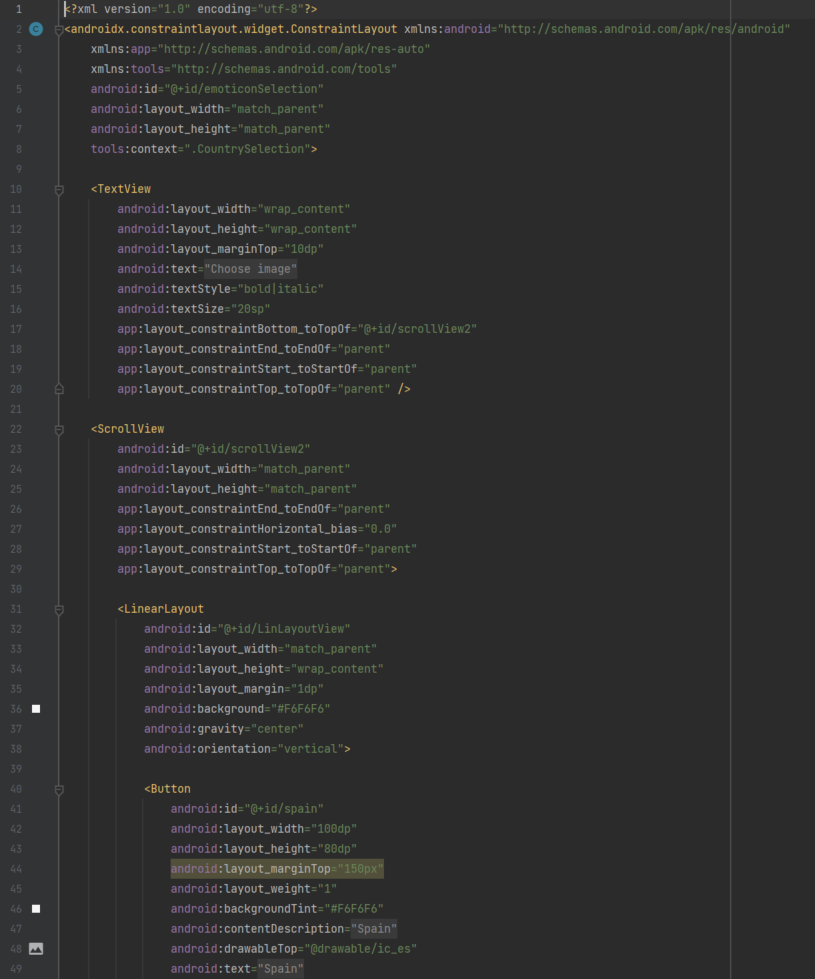 1 <?xml version="1.0" encoding="utf-8"?>
2 <androidx.constraintlayout.widget.ConstraintLayout xmlns:android="http://schemas.android.com/apk/res/android"
3 xmlns:app="http://schemas.android.com/apk/res-auto"
4 xmlns:tools="http://schemas.android.com/tools"
5 android:id="@+id/emoticonSelection"
6 android:layout_width="match_parent"
7 android:layout_height="match_parent"
8 tools:context=".CountrySelection">
9
10 <TextView
11 android:layout_width="wrap_content"
12 android:layout_height="wrap_content"
13 android:layout_marginTop="10dp"
14 android:text="Choose image"
15 android:textStyle="bold|italic"
16 android:textSize="20sp"
17 app:layout_constraintBottom_toTopOf="@+id/scrollView2"
18 app:layout_constraintEnd_toEndOf="parent"
19 app:layout_constraintStart_toStartOf="parent"
20 app:layout_constraintTop_toTopOf="parent" />
21
22 <ScrollView
23 android:id="@+id/scrollView2"
24 android:layout_width="match_parent"
25 android:layout_height="match_parent"
26 app:layout_constraintEnd_toEndOf="parent"
27 app:layout_constraintHorizontal_bias="0.0"
28 app:layout_constraintStart_toStartOf="parent"
29 app:layout_constraintTop_toTopOf="parent">
30
31 <LinearLayout
32 android:id="@+id/LinLayoutView"
33 android:layout_width="match_parent"
34 android:layout_height="wrap_content"
35 android:layout_margin="1dp"
36 android:background="#F6F6F6"
37 android:gravity="center"
38 android:orientation="vertical">
39
40 <Button
41 android:id="@+id/spain"
42 android:layout_width="100dp"
43 android:layout_height="80dp"
44 android:layout_marginTop="150px"
45 android:layout_weight="1"
46 android:backgroundTint="#F6F6F6"
47 android:contentDescription="Spain"
48 android:drawableTop="@drawable/ic_es"
49 android:text="Spain"